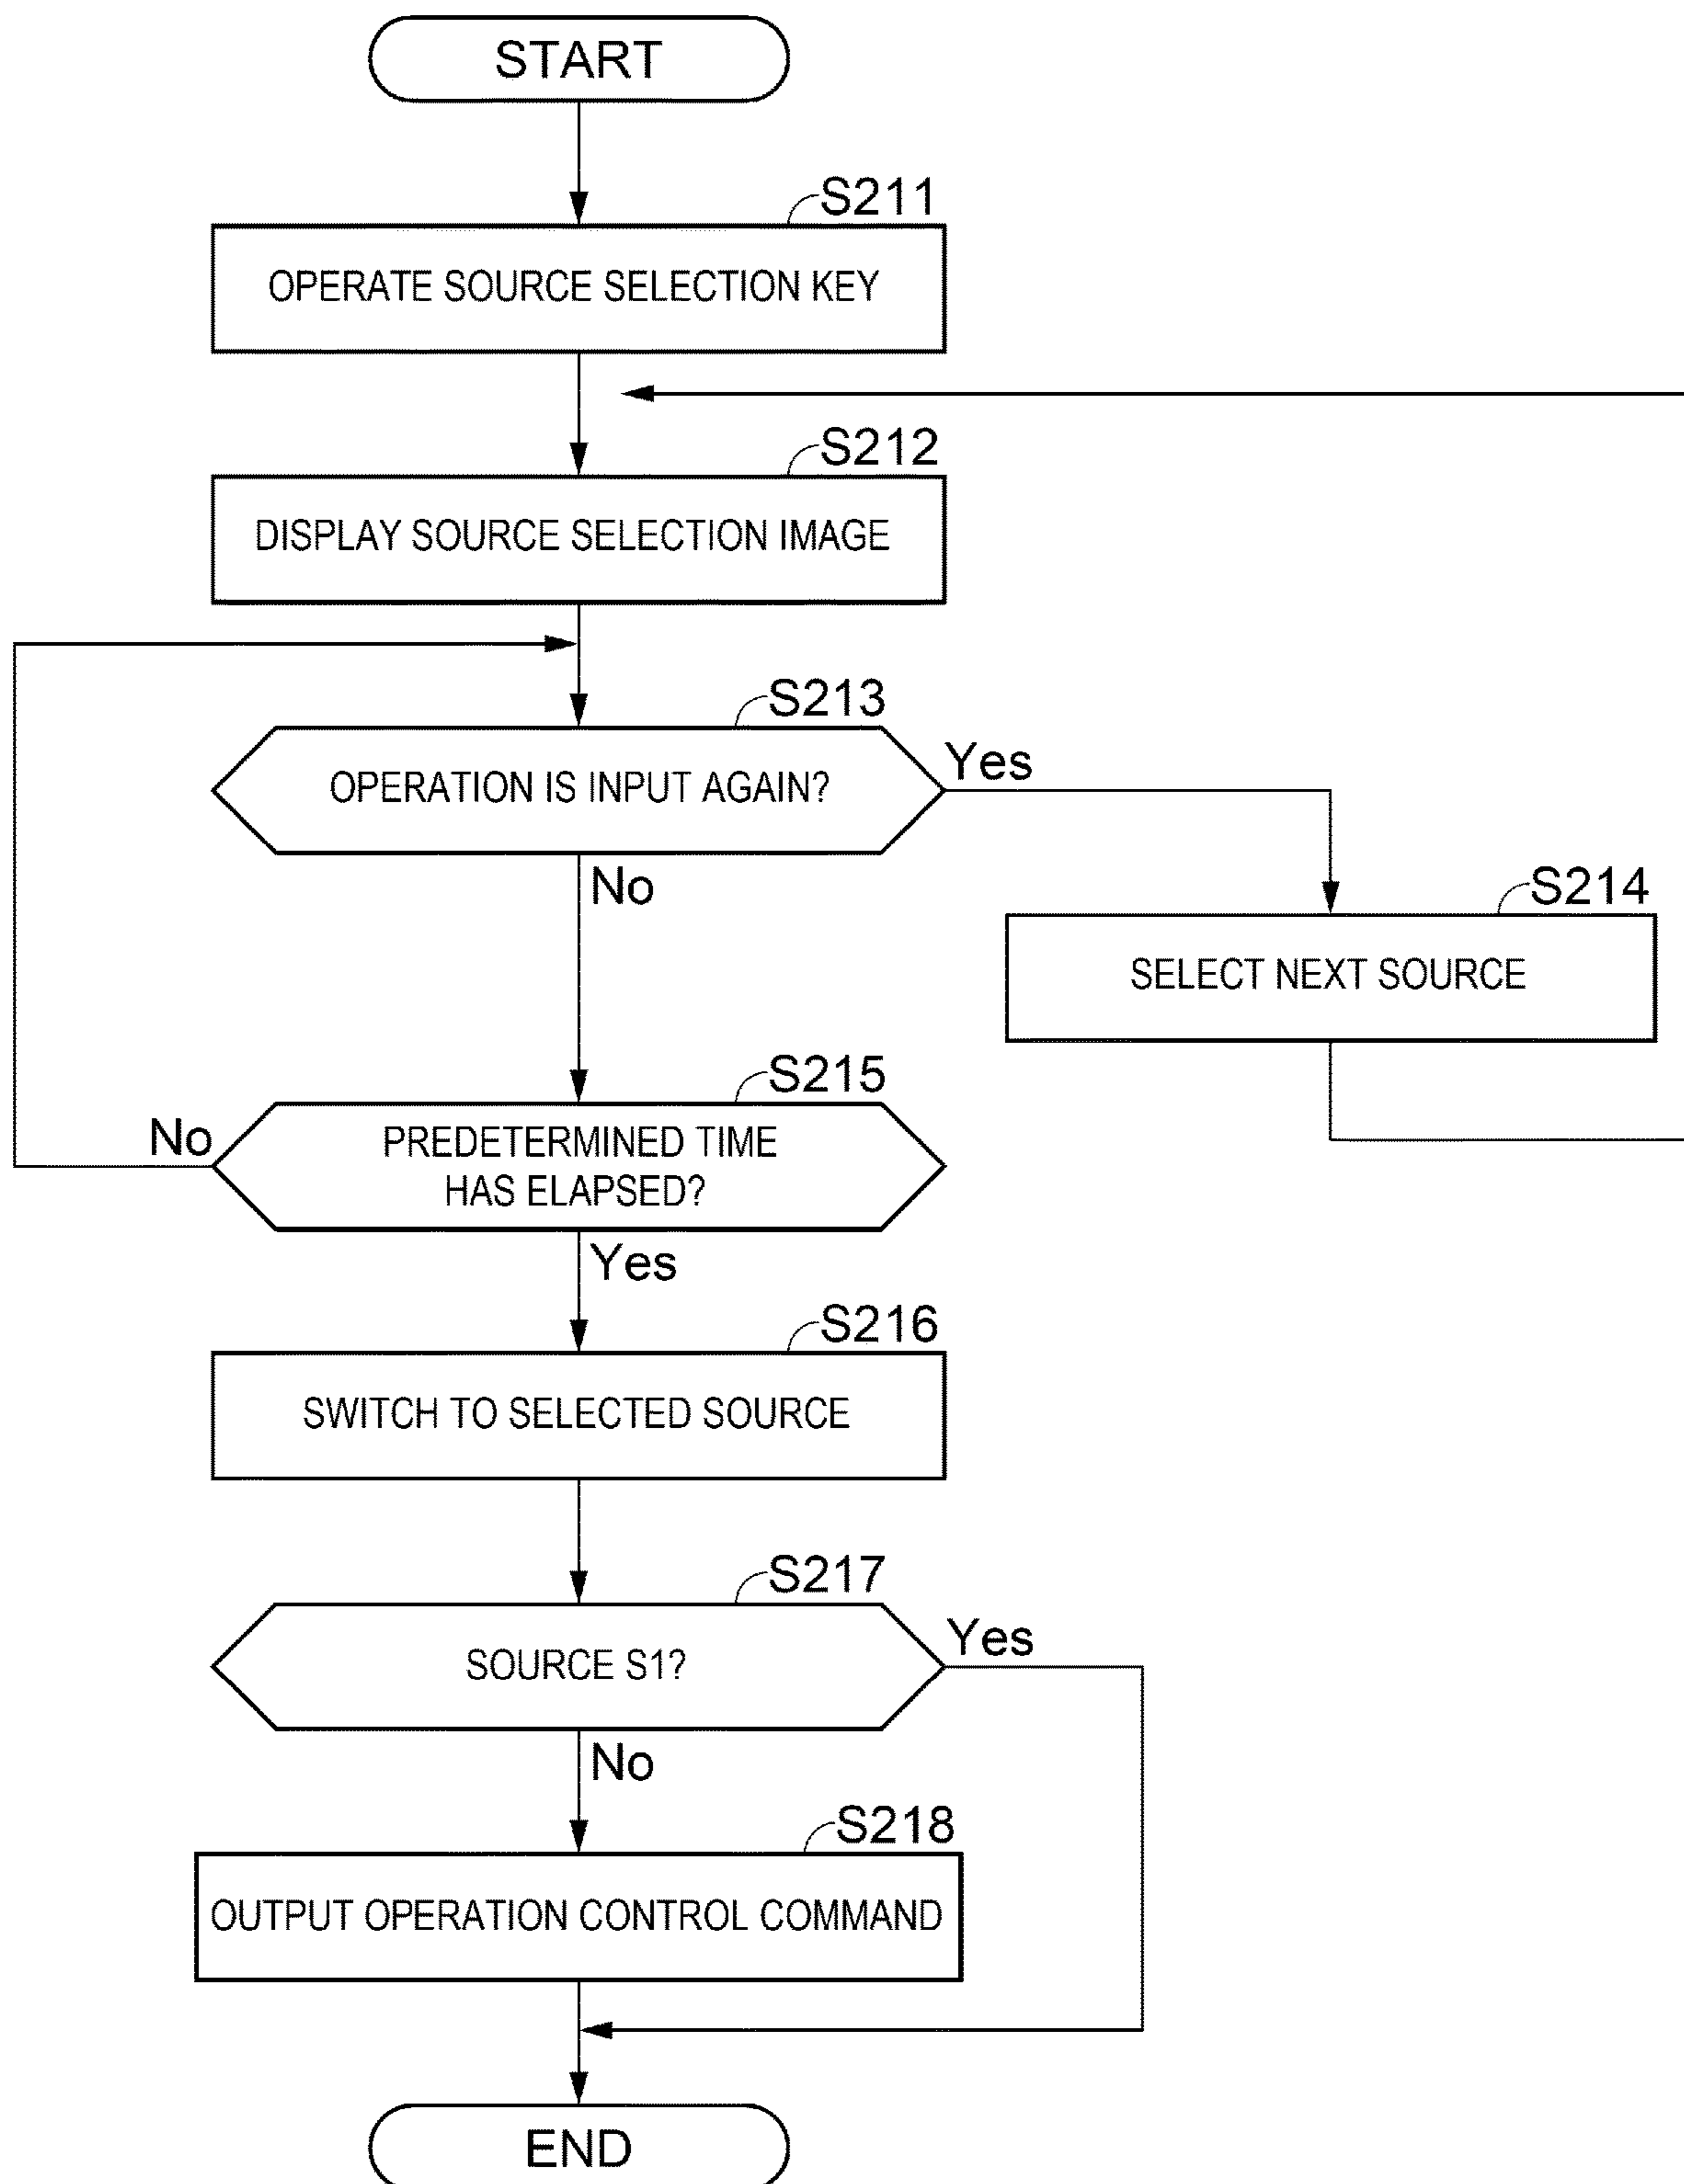 START
S211
OPERATE SOURCE SELECTION KEY
S212
DISPLAY SOURCE SELECTION IMAGE
S213
OPERATION IS INPUT AGAIN?
Yes
No
S214
SELECT NEXT SOURCE
S215
PREDETERMINED TIME
HAS ELAPSED?
No
Yes
S216
SWITCH TO SELECTED SOURCE
S217
SOURCE S1?
Yes
No
S218
OUTPUT OPERATION CONTROL COMMAND
END